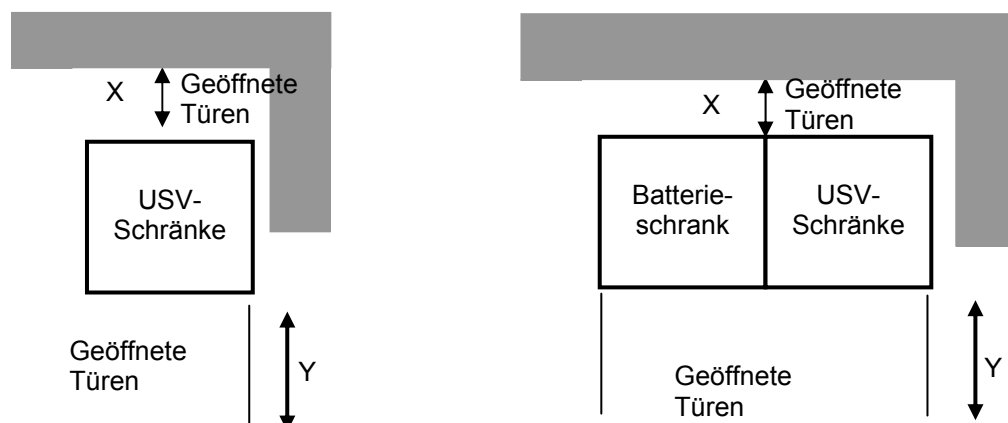 X
Geöffnete
Türen
USV-
Schränke
Geöffnete
Türen
Y
X
Geöffnete
Türen
Batterie-
schrank
USV-
Schränke
Geöffnete
Türen
Y